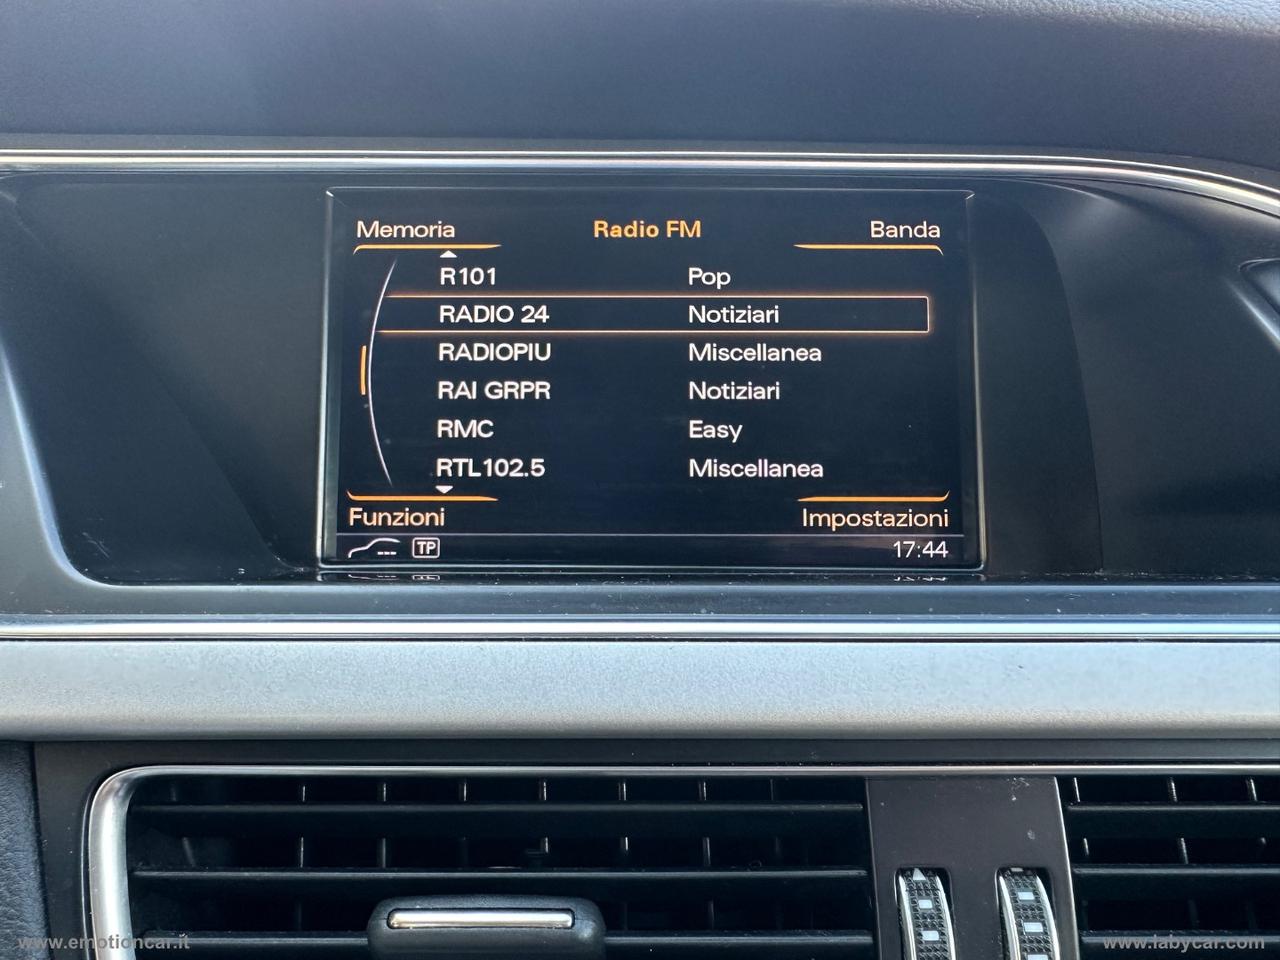 Memoria Radio FM Banda
R101 Pop
RADIO 24 Notiziari
RADIOPIU Miscellanea
RAI GRPR Notiziari
RMC Easy
RTL102.5 Miscellanea
Funzioni Impostazioni
--- TP 17:44
www.emotioncar.it www.labycar.com